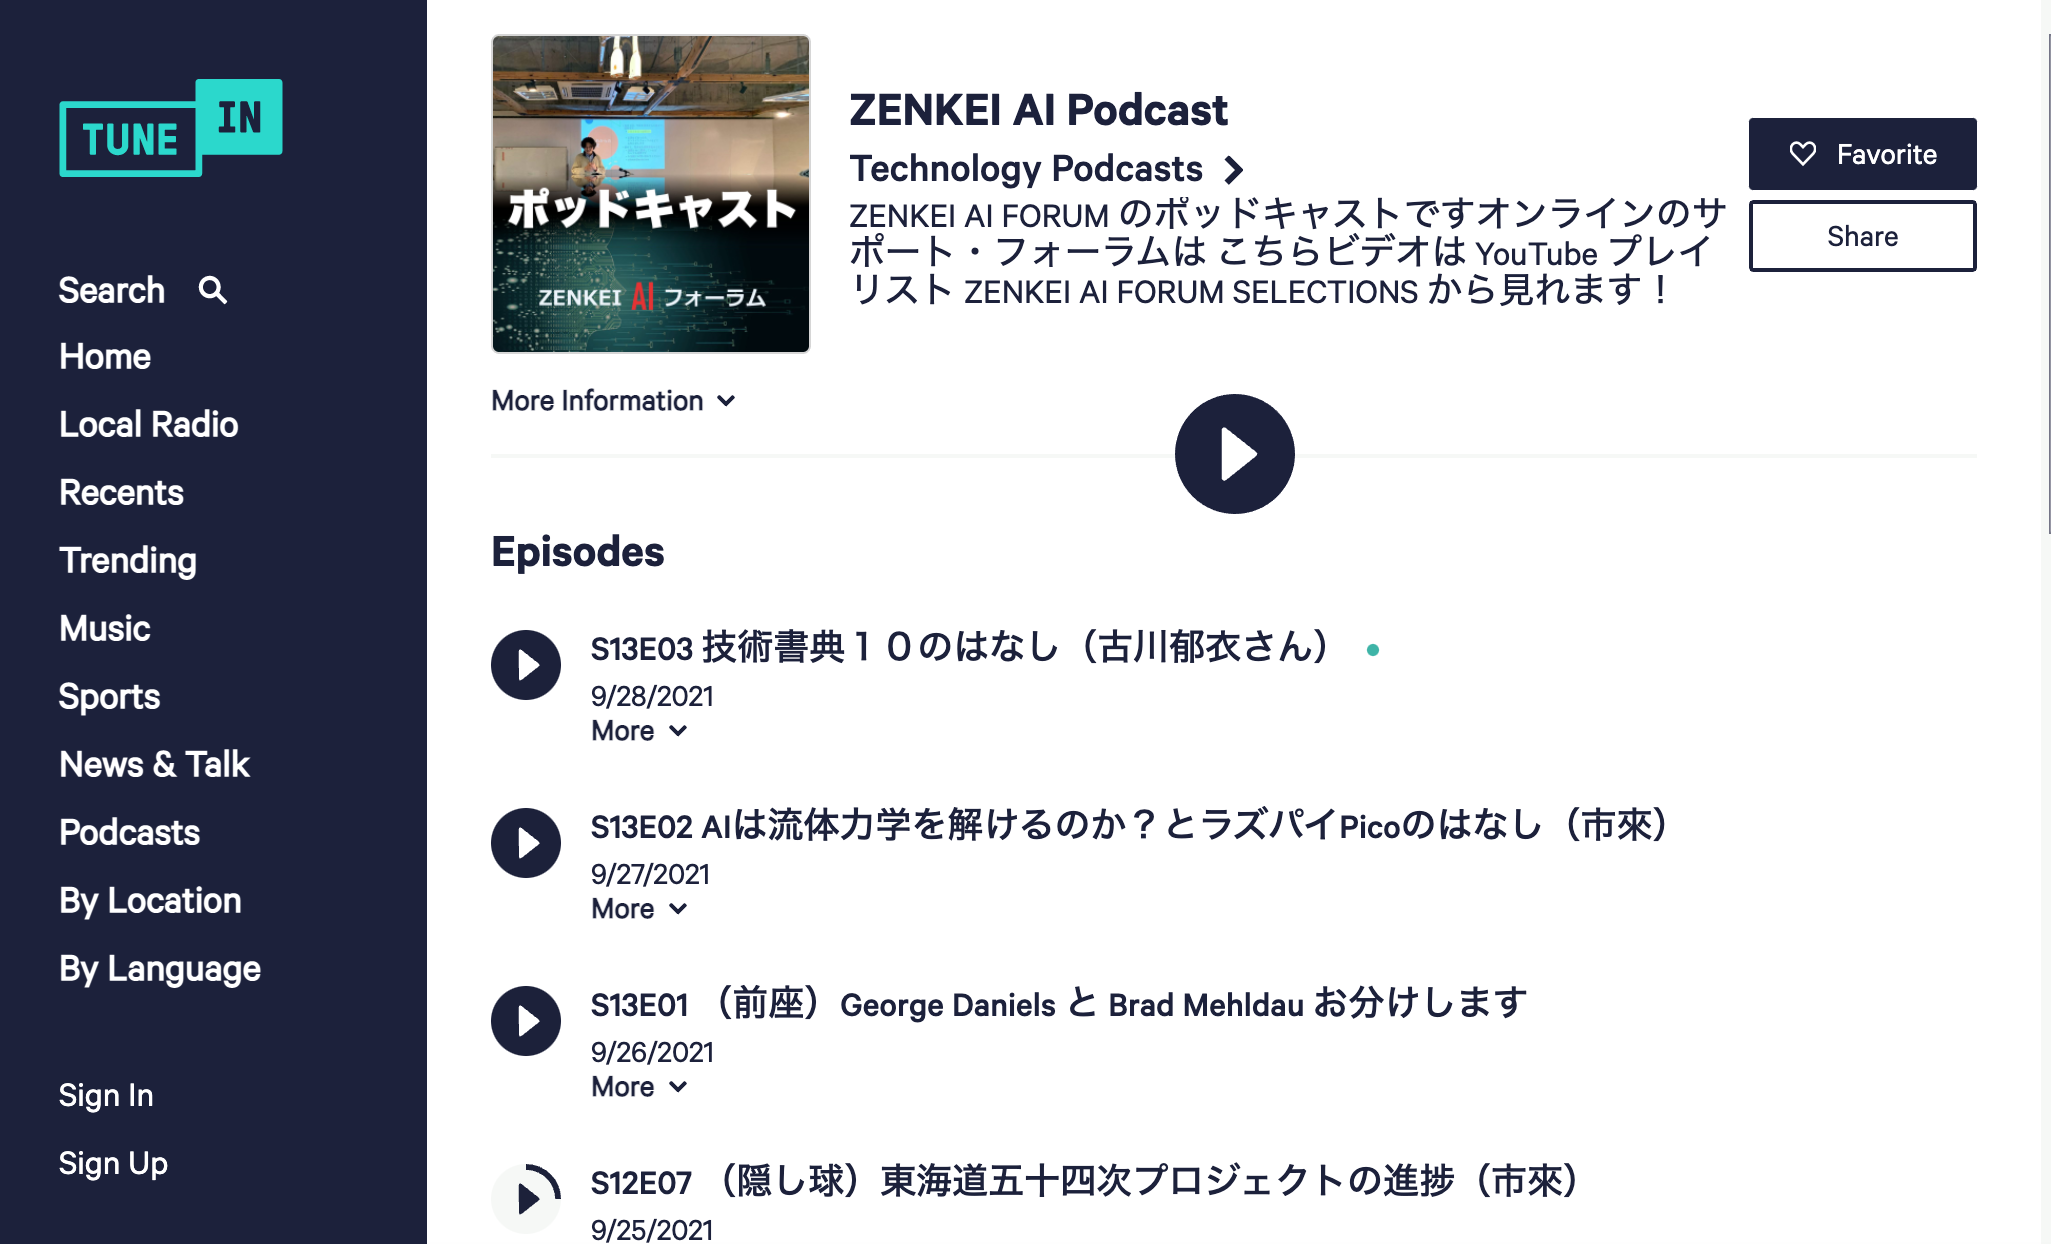 TUNE IN
Search
Home
Local Radio
Recents
Trending
Music
Sports
News & Talk
Podcasts
By Location
By Language
Sign In
Sign Up
ポッドキャスト
ZENKEI AI フォーラム
ZENKEI AI Podcast
Technology Podcasts
ZENKEI AI FORUM のポッドキャストですオンラインのサ
ポート・フォーラムは こちらビデオは YouTube プレイ
リスト ZENKEI AI FORUM SELECTIONS から見れます！
Favorite
Share
More Information
Episodes
S13E03 技術書典１０のはなし（古川郁衣さん）
9/28/2021
More
S13E02 AIは流体力学を解けるのか？とラズパイPicoのはなし（市來）
9/27/2021
More
S13E01 （前座）George Daniels と Brad Mehldau お分けします
9/26/2021
More
S12E07 （隠し球）東海道五十四次プロジェクトの進捗（市來）
9/25/2021